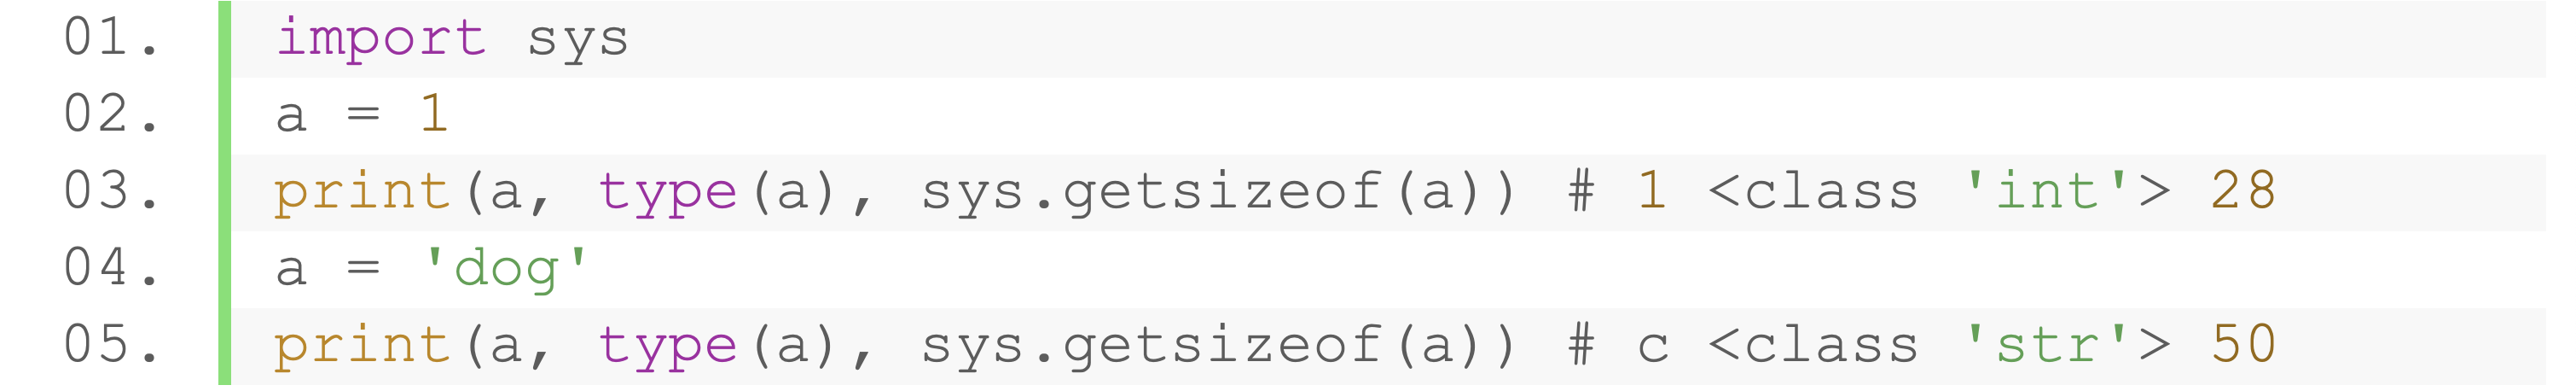 01. import sys
02. a = 1
03. print(a, type(a), sys.getsizeof(a)) # 1 <class 'int'> 28
04. a = 'dog'
05. print(a, type(a), sys.getsizeof(a)) # c <class 'str'> 50